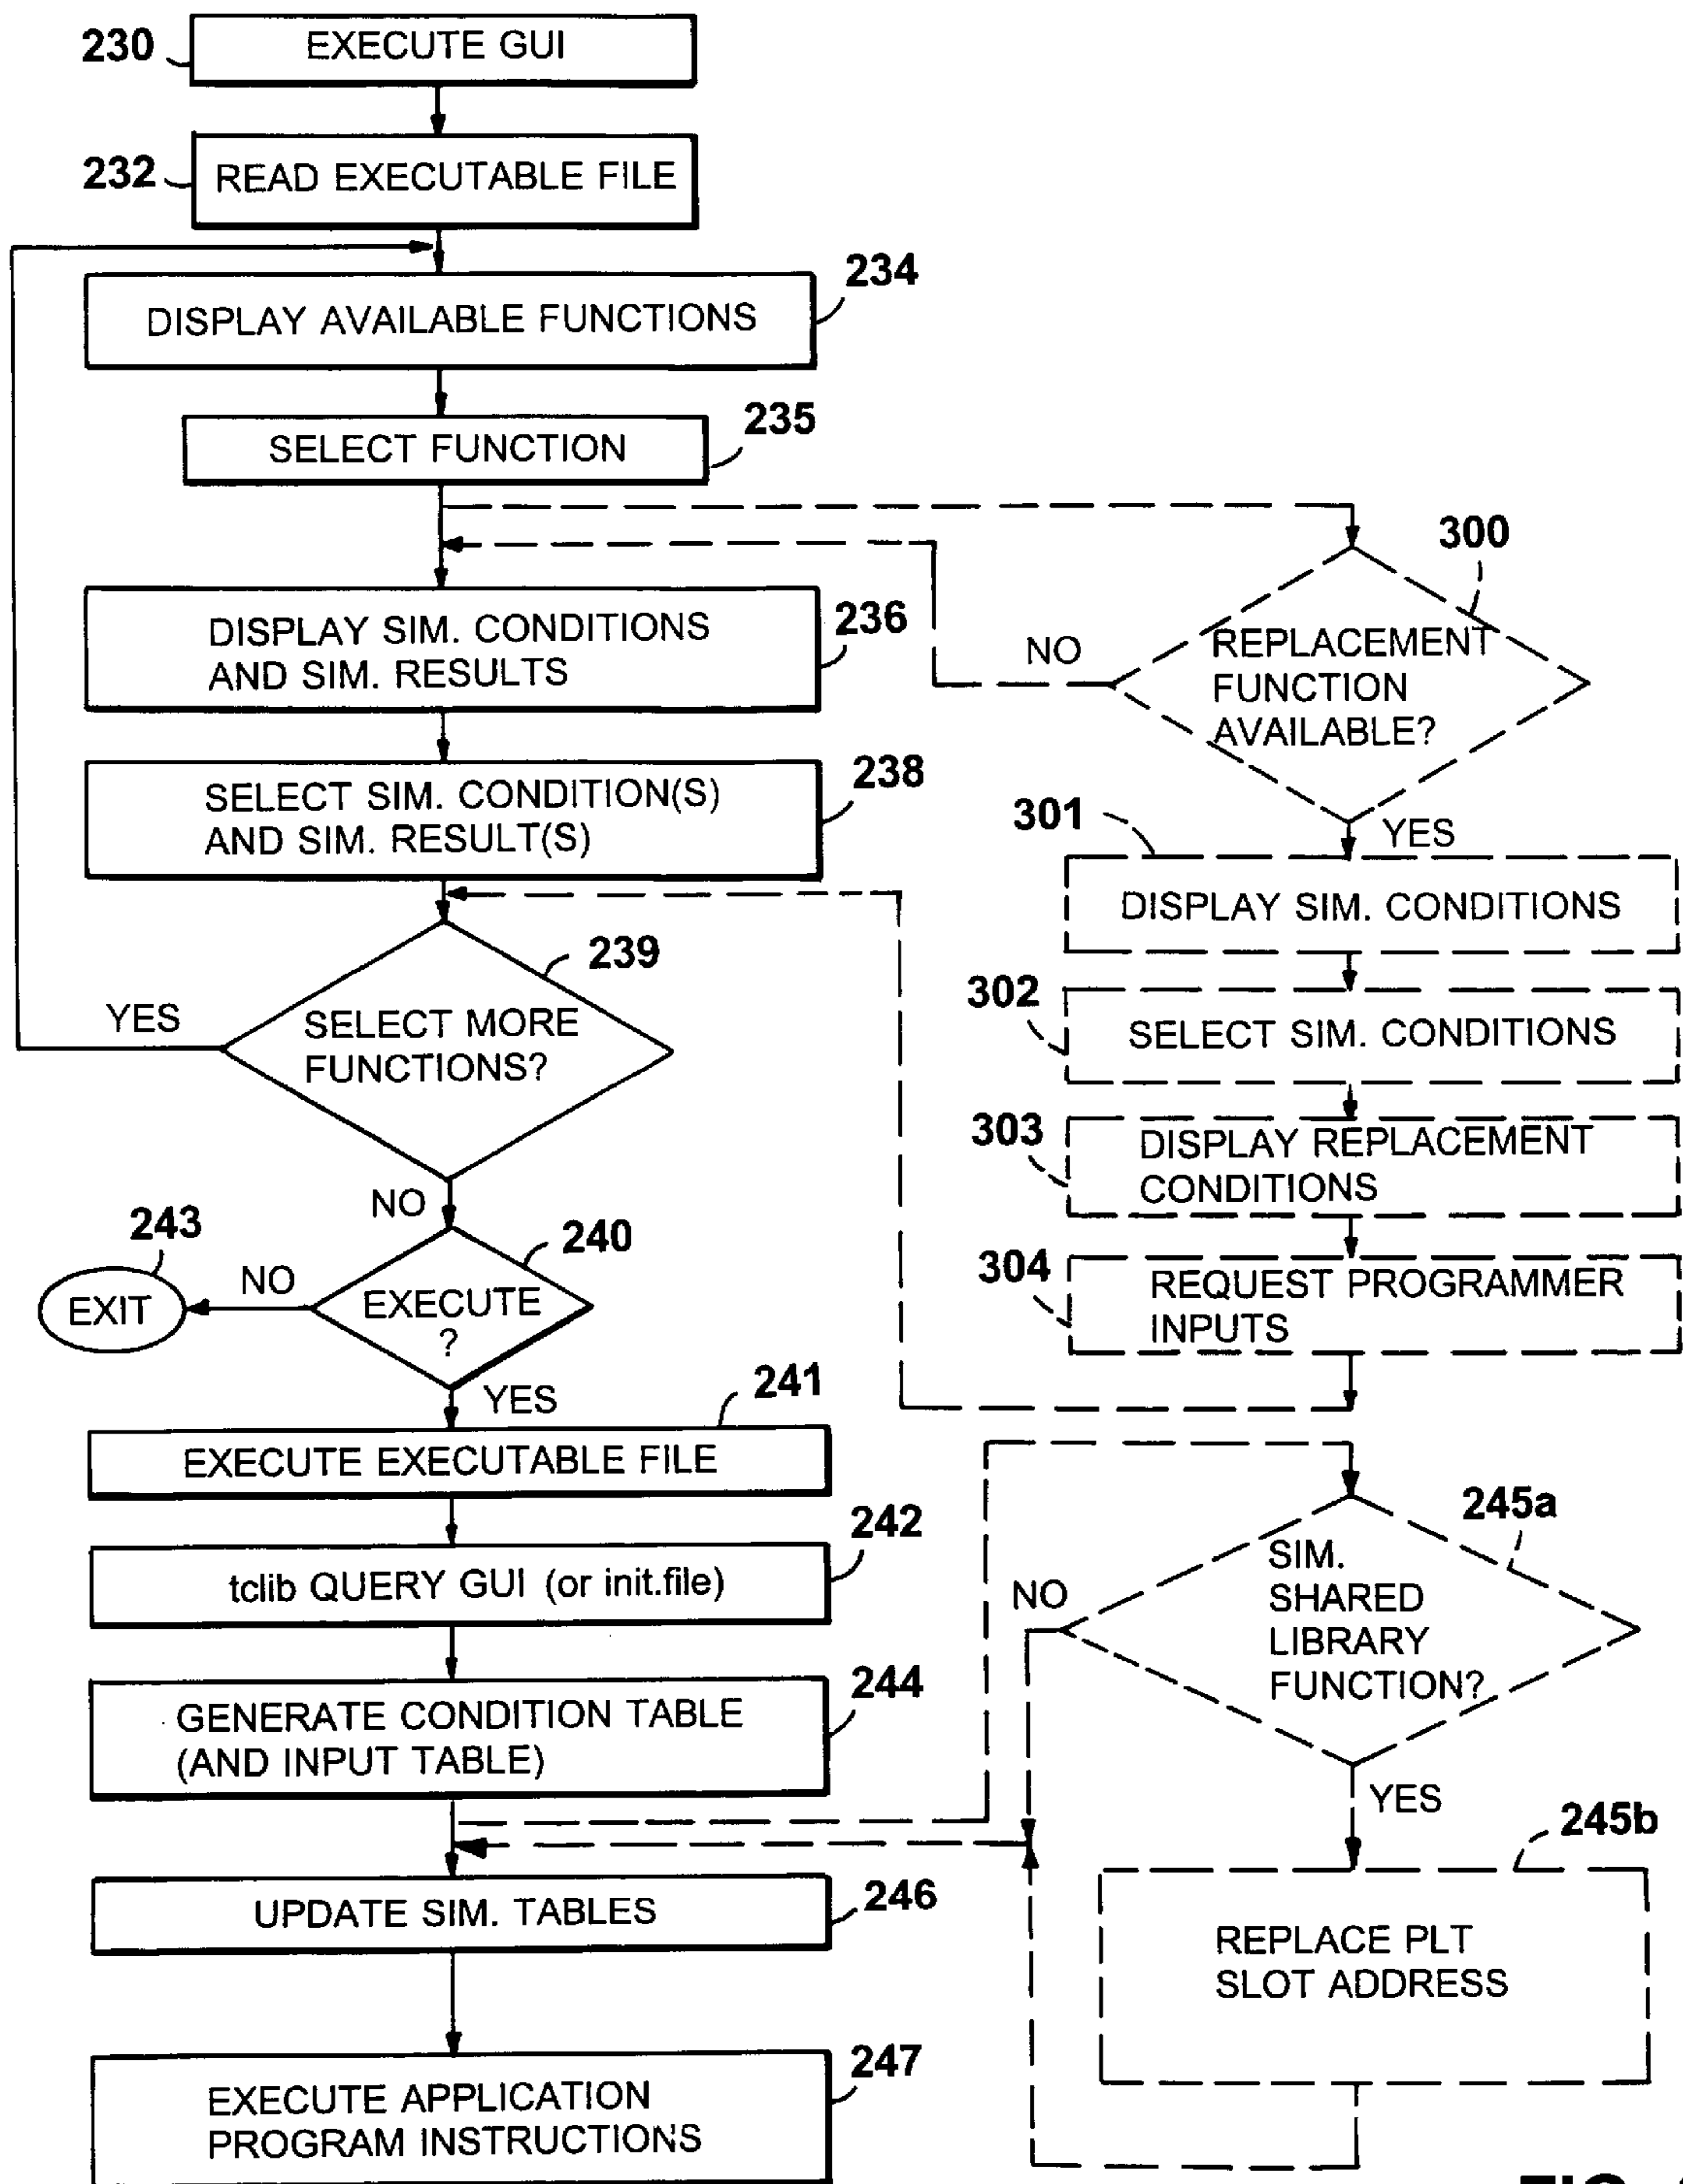 230
EXECUTE GUI
232
READ EXECUTABLE FILE
234
DISPLAY AVAILABLE FUNCTIONS
235
SELECT FUNCTION
300
REPLACEMENT
FUNCTION
AVAILABLE?
NO
YES
236
DISPLAY SIM. CONDITIONS
AND SIM. RESULTS
238
SELECT SIM. CONDITION(S)
AND SIM. RESULT(S)
301
DISPLAY SIM. CONDITIONS
302
SELECT SIM. CONDITIONS
303
DISPLAY REPLACEMENT
CONDITIONS
304
REQUEST PROGRAMMER
INPUTS
239
YES
SELECT MORE
FUNCTIONS?
NO
243
EXIT
NO
240
EXECUTE
?
YES
241
EXECUTE EXECUTABLE FILE
242
tclib QUERY GUI (or init.file)
244
GENERATE CONDITION TABLE
(AND INPUT TABLE)
245a
SIM.
SHARED
LIBRARY
FUNCTION?
NO
YES
245b
REPLACE PLT
SLOT ADDRESS
246
UPDATE SIM. TABLES
247
EXECUTE APPLICATION
PROGRAM INSTRUCTIONS
FIG.